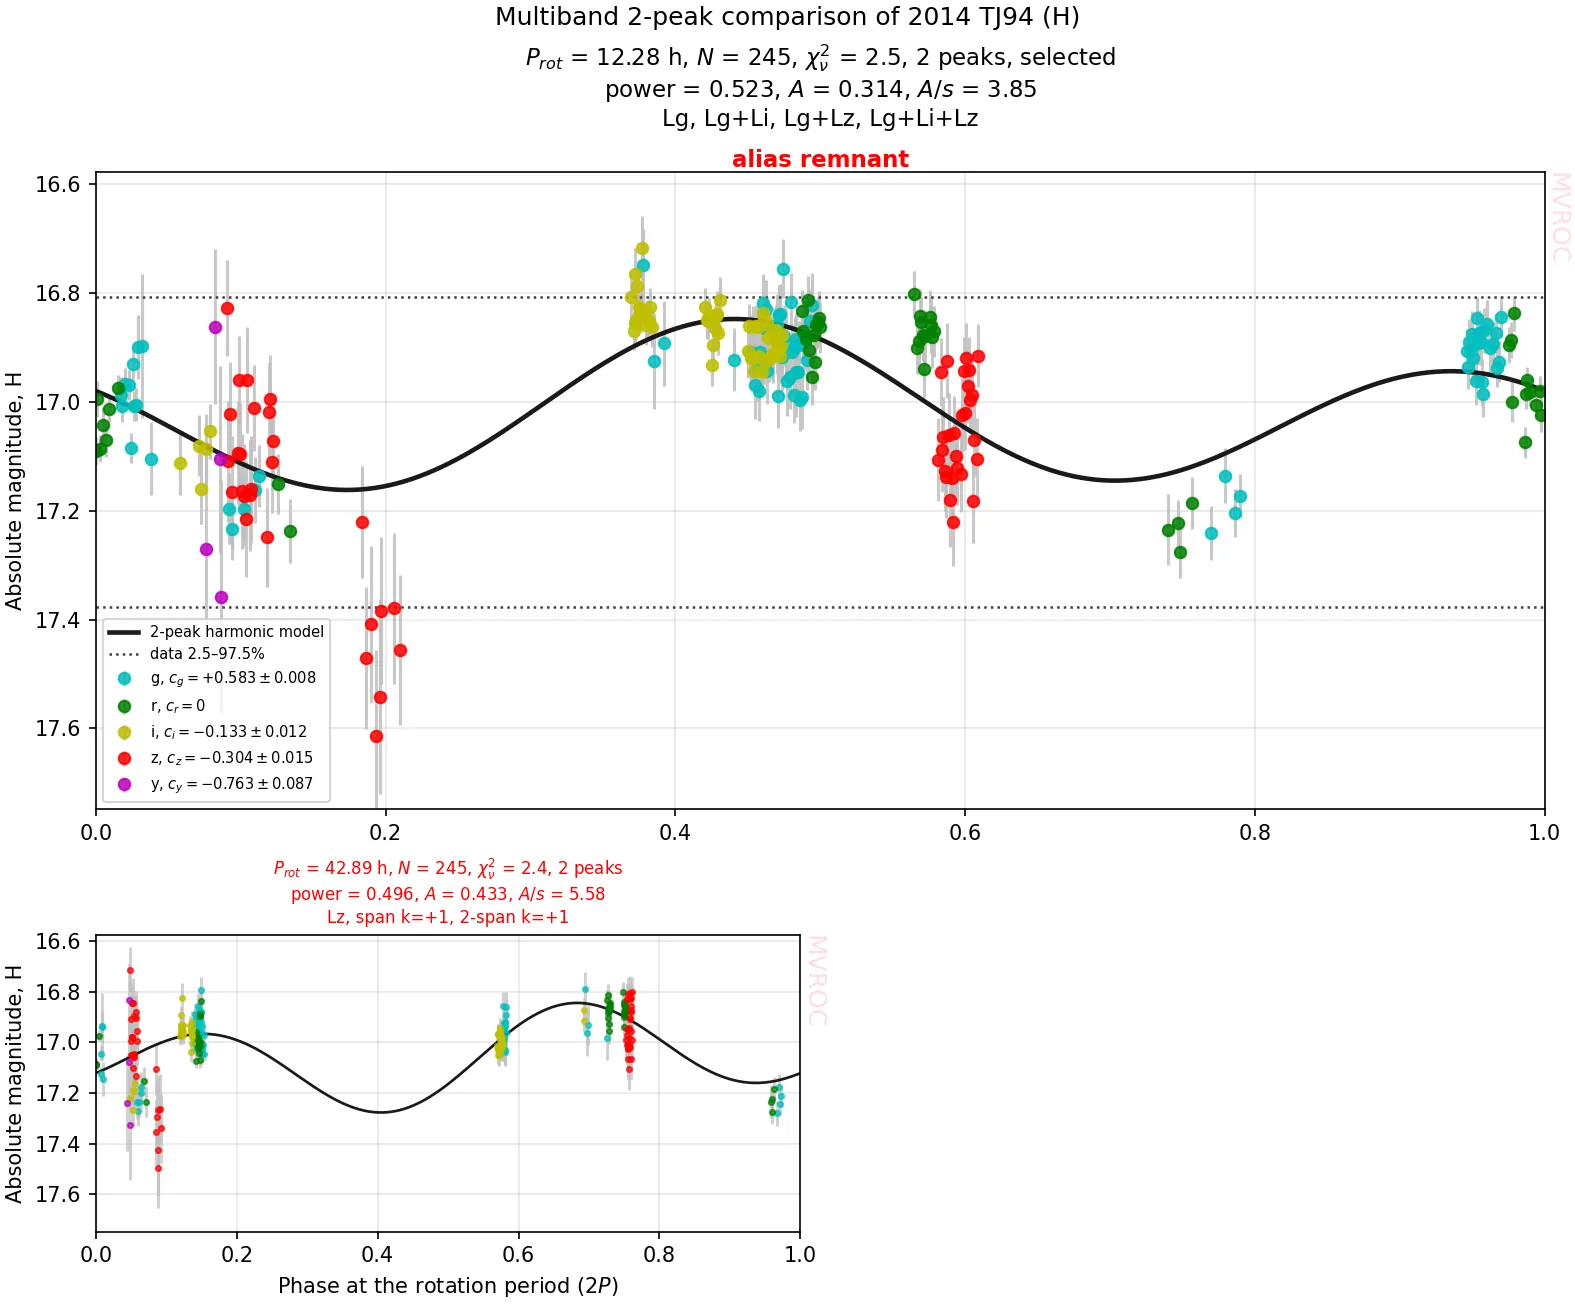 Multiband 2-peak comparison of 2014 TJ94 (H)
P_rot = 12.28 h, N = 245, χ²_ν = 2.5, 2 peaks, selected
power = 0.523, A = 0.314, A/s = 3.85
Lg, Lg+Li, Lg+Lz, Lg+Li+Lz
alias remnant
MVROC
Absolute magnitude, H
16.6
16.8
17.0
17.2
17.4
17.6
2-peak harmonic model
data 2.5–97.5%
g, c_g = +0.583 ± 0.008
r, c_r = 0
i, c_i = −0.133 ± 0.012
z, c_z = −0.304 ± 0.015
y, c_y = −0.763 ± 0.087
0.0 0.2 0.4 0.6 0.8 1.0
P_rot = 42.89 h, N = 245, χ²_ν = 2.4, 2 peaks
power = 0.496, A = 0.433, A/s = 5.58
Lz, span k=+1, 2-span k=+1
MVROC
Absolute magnitude, H
16.6
16.8
17.0
17.2
17.4
17.6
0.0 0.2 0.4 0.6 0.8 1.0
Phase at the rotation period (2P)